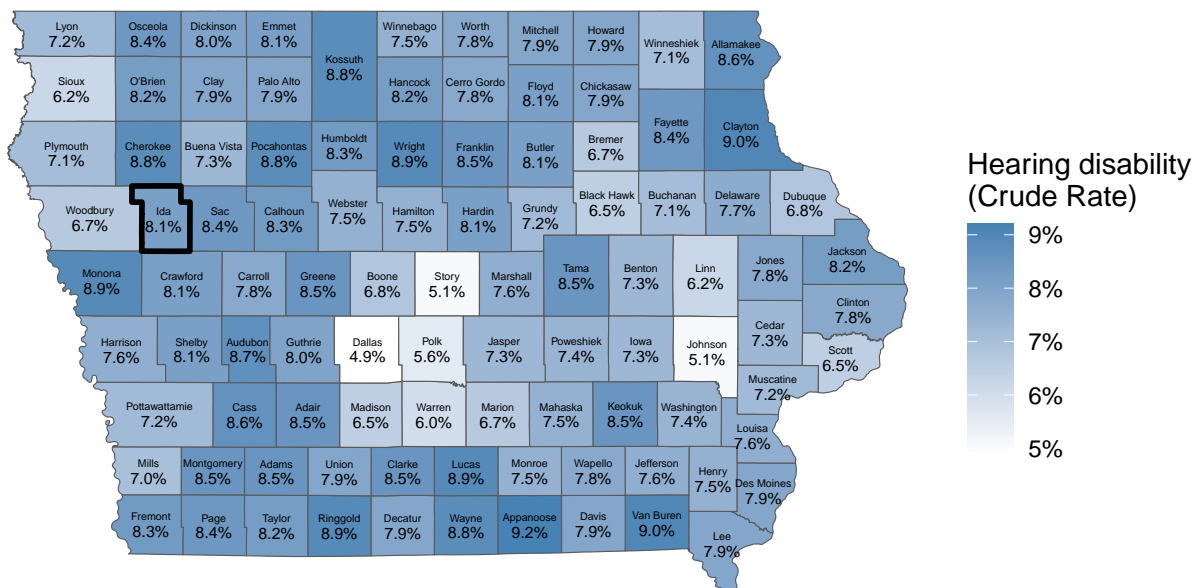 Lyon
7.2%
Osceola
8.4%
Dickinson
8.0%
Emmet
8.1%
Kossuth
8.8%
Winnebago
7.5%
Worth
7.8%
Mitchell
7.9%
Howard
7.9%
Winneshiek
7.1%
Allamakee
8.6%
Sioux
6.2%
O'Brien
8.2%
Clay
7.9%
Palo Alto
7.9%
Hancock
8.2%
Cerro Gordo
7.8%
Floyd
8.1%
Chickasaw
7.9%
Fayette
8.4%
Clayton
9.0%
Plymouth
7.1%
Cherokee
8.8%
Buena Vista
7.3%
Pocahontas
8.8%
Humboldt
8.3%
Wright
8.9%
Franklin
8.5%
Butler
8.1%
Bremer
6.7%
Woodbury
6.7%
Ida
8.1%
Sac
8.4%
Calhoun
8.3%
Webster
7.5%
Hamilton
7.5%
Hardin
8.1%
Grundy
7.2%
Black Hawk
6.5%
Buchanan
7.1%
Delaware
7.7%
Dubuque
6.8%
Monona
8.9%
Crawford
8.1%
Carroll
7.8%
Greene
8.5%
Boone
6.8%
Story
5.1%
Marshall
7.6%
Tama
8.5%
Benton
7.3%
Linn
6.2%
Jones
7.8%
Jackson
8.2%
Clinton
7.8%
Harrison
7.6%
Shelby
8.1%
Audubon
8.7%
Guthrie
8.0%
Dallas
4.9%
Polk
5.6%
Jasper
7.3%
Poweshiek
7.4%
Iowa
7.3%
Johnson
5.1%
Cedar
7.3%
Scott
6.5%
Muscatine
7.2%
Pottawattamie
7.2%
Cass
8.6%
Adair
8.5%
Madison
6.5%
Warren
6.0%
Marion
6.7%
Mahaska
7.5%
Keokuk
8.5%
Washington
7.4%
Louisa
7.6%
Mills
7.0%
Montgomery
8.5%
Adams
8.5%
Union
7.9%
Clarke
8.5%
Lucas
8.9%
Monroe
7.5%
Wapello
7.8%
Jefferson
7.6%
Henry
7.5%
Des Moines
7.9%
Fremont
8.3%
Page
8.4%
Taylor
8.2%
Ringgold
8.9%
Decatur
7.9%
Wayne
8.8%
Appanoose
9.2%
Davis
7.9%
Van Buren
9.0%
Lee
7.9%
Hearing disability
(Crude Rate)
9%
8%
7%
6%
5%